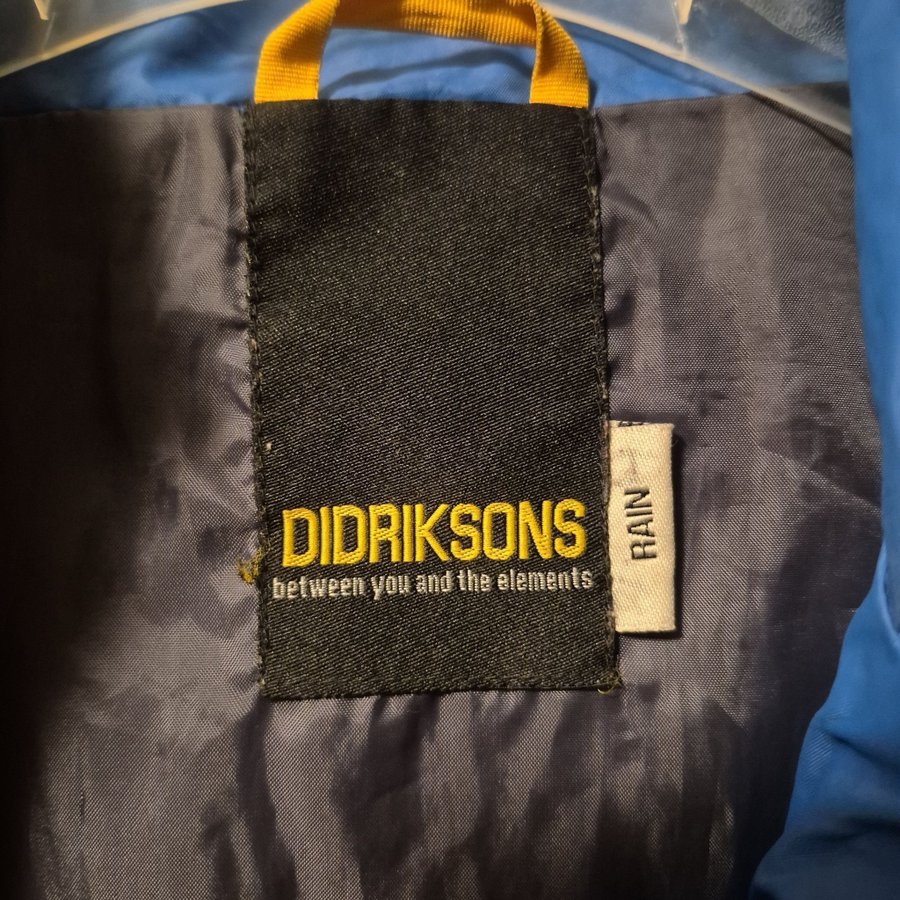 DIDRIKSONS
between you and the elements
RAIN